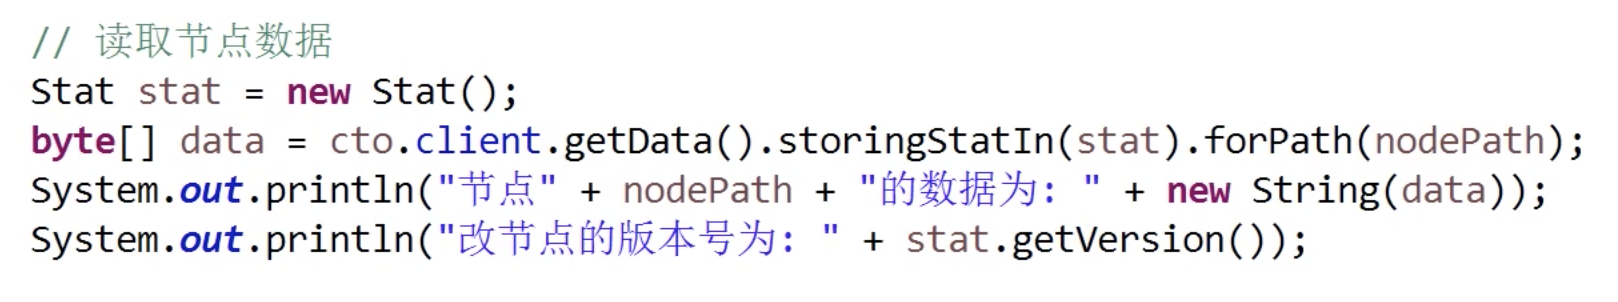 // 读取节点数据
Stat stat = new Stat();
byte[] data = cto.client.getData().storingStatIn(stat).forPath(nodePath);
System.out.println("节点" + nodePath + "的数据为: " + new String(data));
System.out.println("改节点的版本号为: " + stat.getVersion());